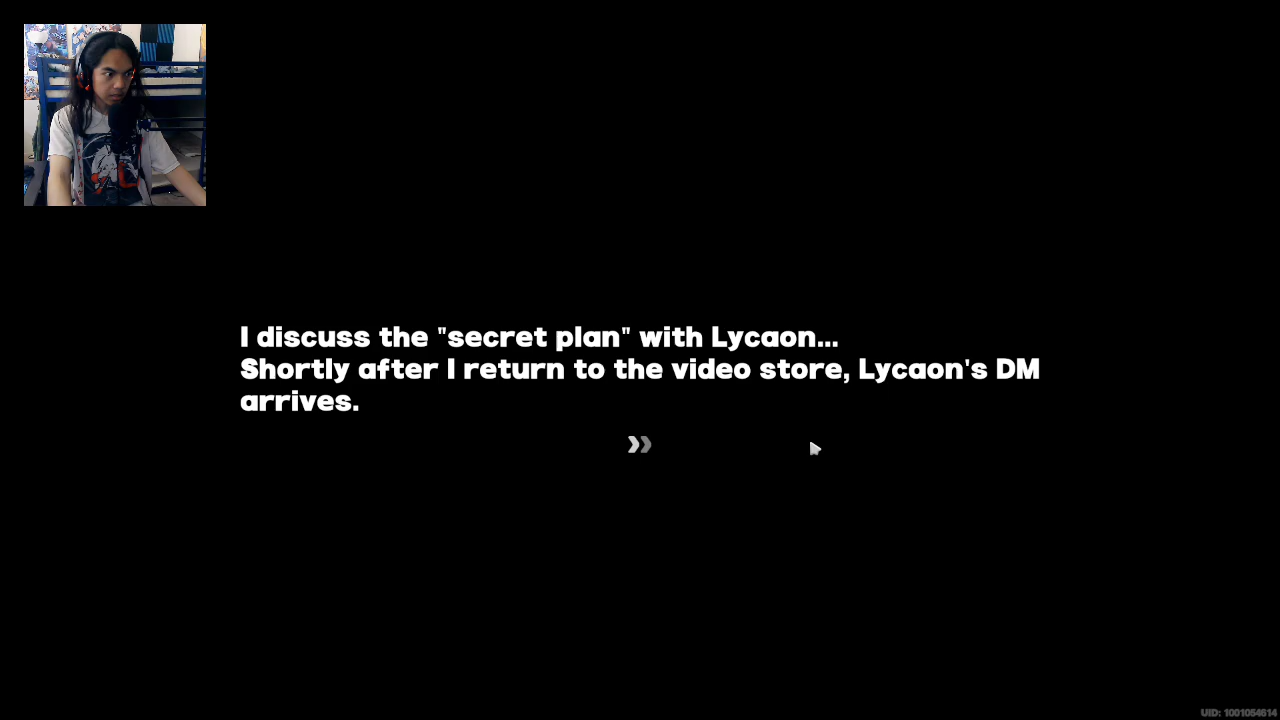 I discuss the "secret plan" with Lycaon...
Shortly after I return to the video store, Lycaon's DM
arrives.
UID: 1001054614